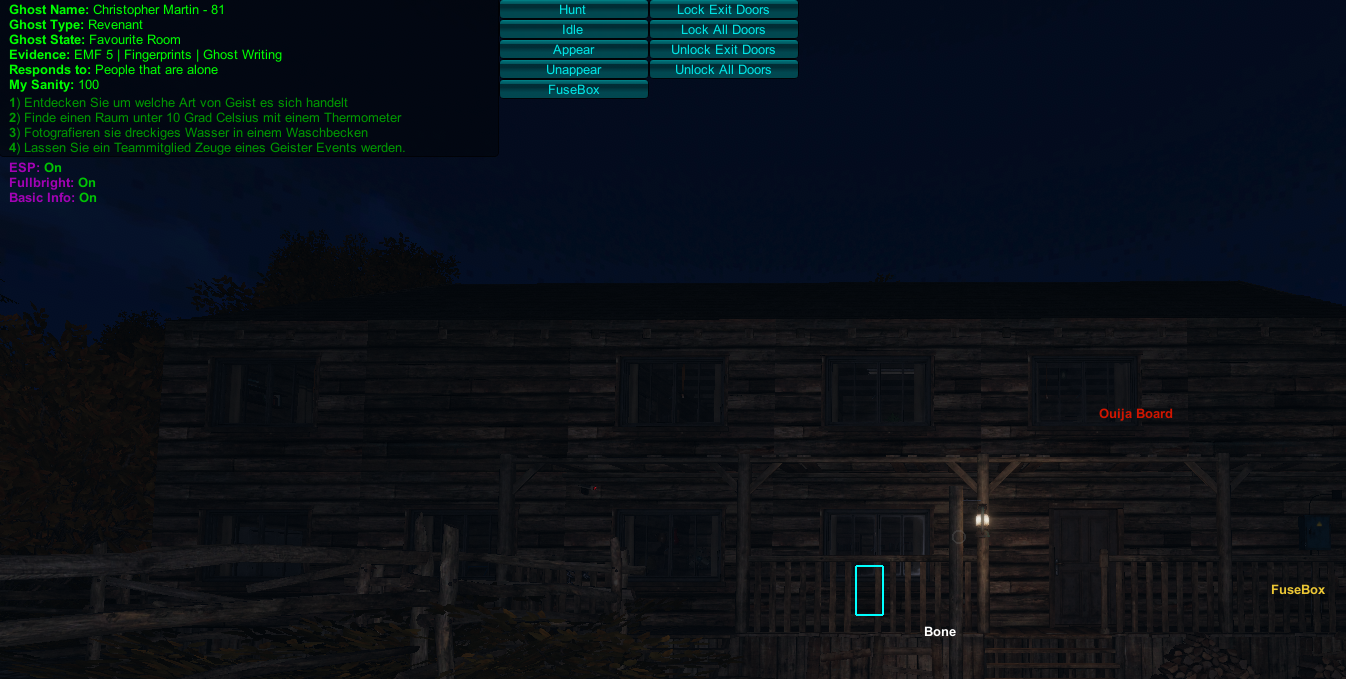 Ghost Name: Christopher Martin - 81
Ghost Type: Revenant
Ghost State: Favourite Room
Evidence: EMF 5 | Fingerprints | Ghost Writing
Responds to: People that are alone
My Sanity: 100
1) Entdecken Sie um welche Art von Geist es sich handelt
2) Finde einen Raum unter 10 Grad Celsius mit einem Thermometer
3) Fotografieren sie dreckiges Wasser in einem Waschbecken
4) Lassen Sie ein Teammitglied Zeuge eines Geister Events werden.
ESP: On
Fullbright: On
Basic Info: On
Hunt
Lock Exit Doors
Idle
Lock All Doors
Appear
Unlock Exit Doors
Unappear
Unlock All Doors
FuseBox
Ouija Board
FuseBox
Bone